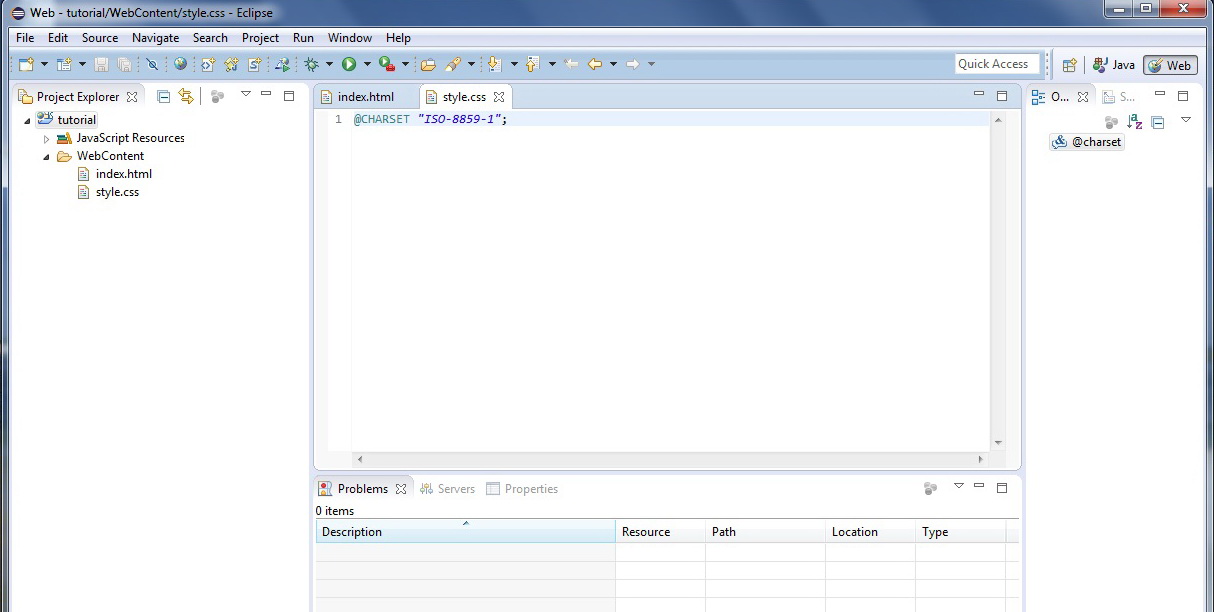 Web - tutorial/WebContent/style.css - Eclipse
File Edit Source Navigate Search Project Run Window Help
Quick Access Java Web
Project Explorer
tutorial
JavaScript Resources
WebContent
index.html
style.css
index.html style.css
1 @CHARSET "ISO-8859-1";
O... S...
@charset
Problems Servers Properties
0 items
Description Resource Path Location Type